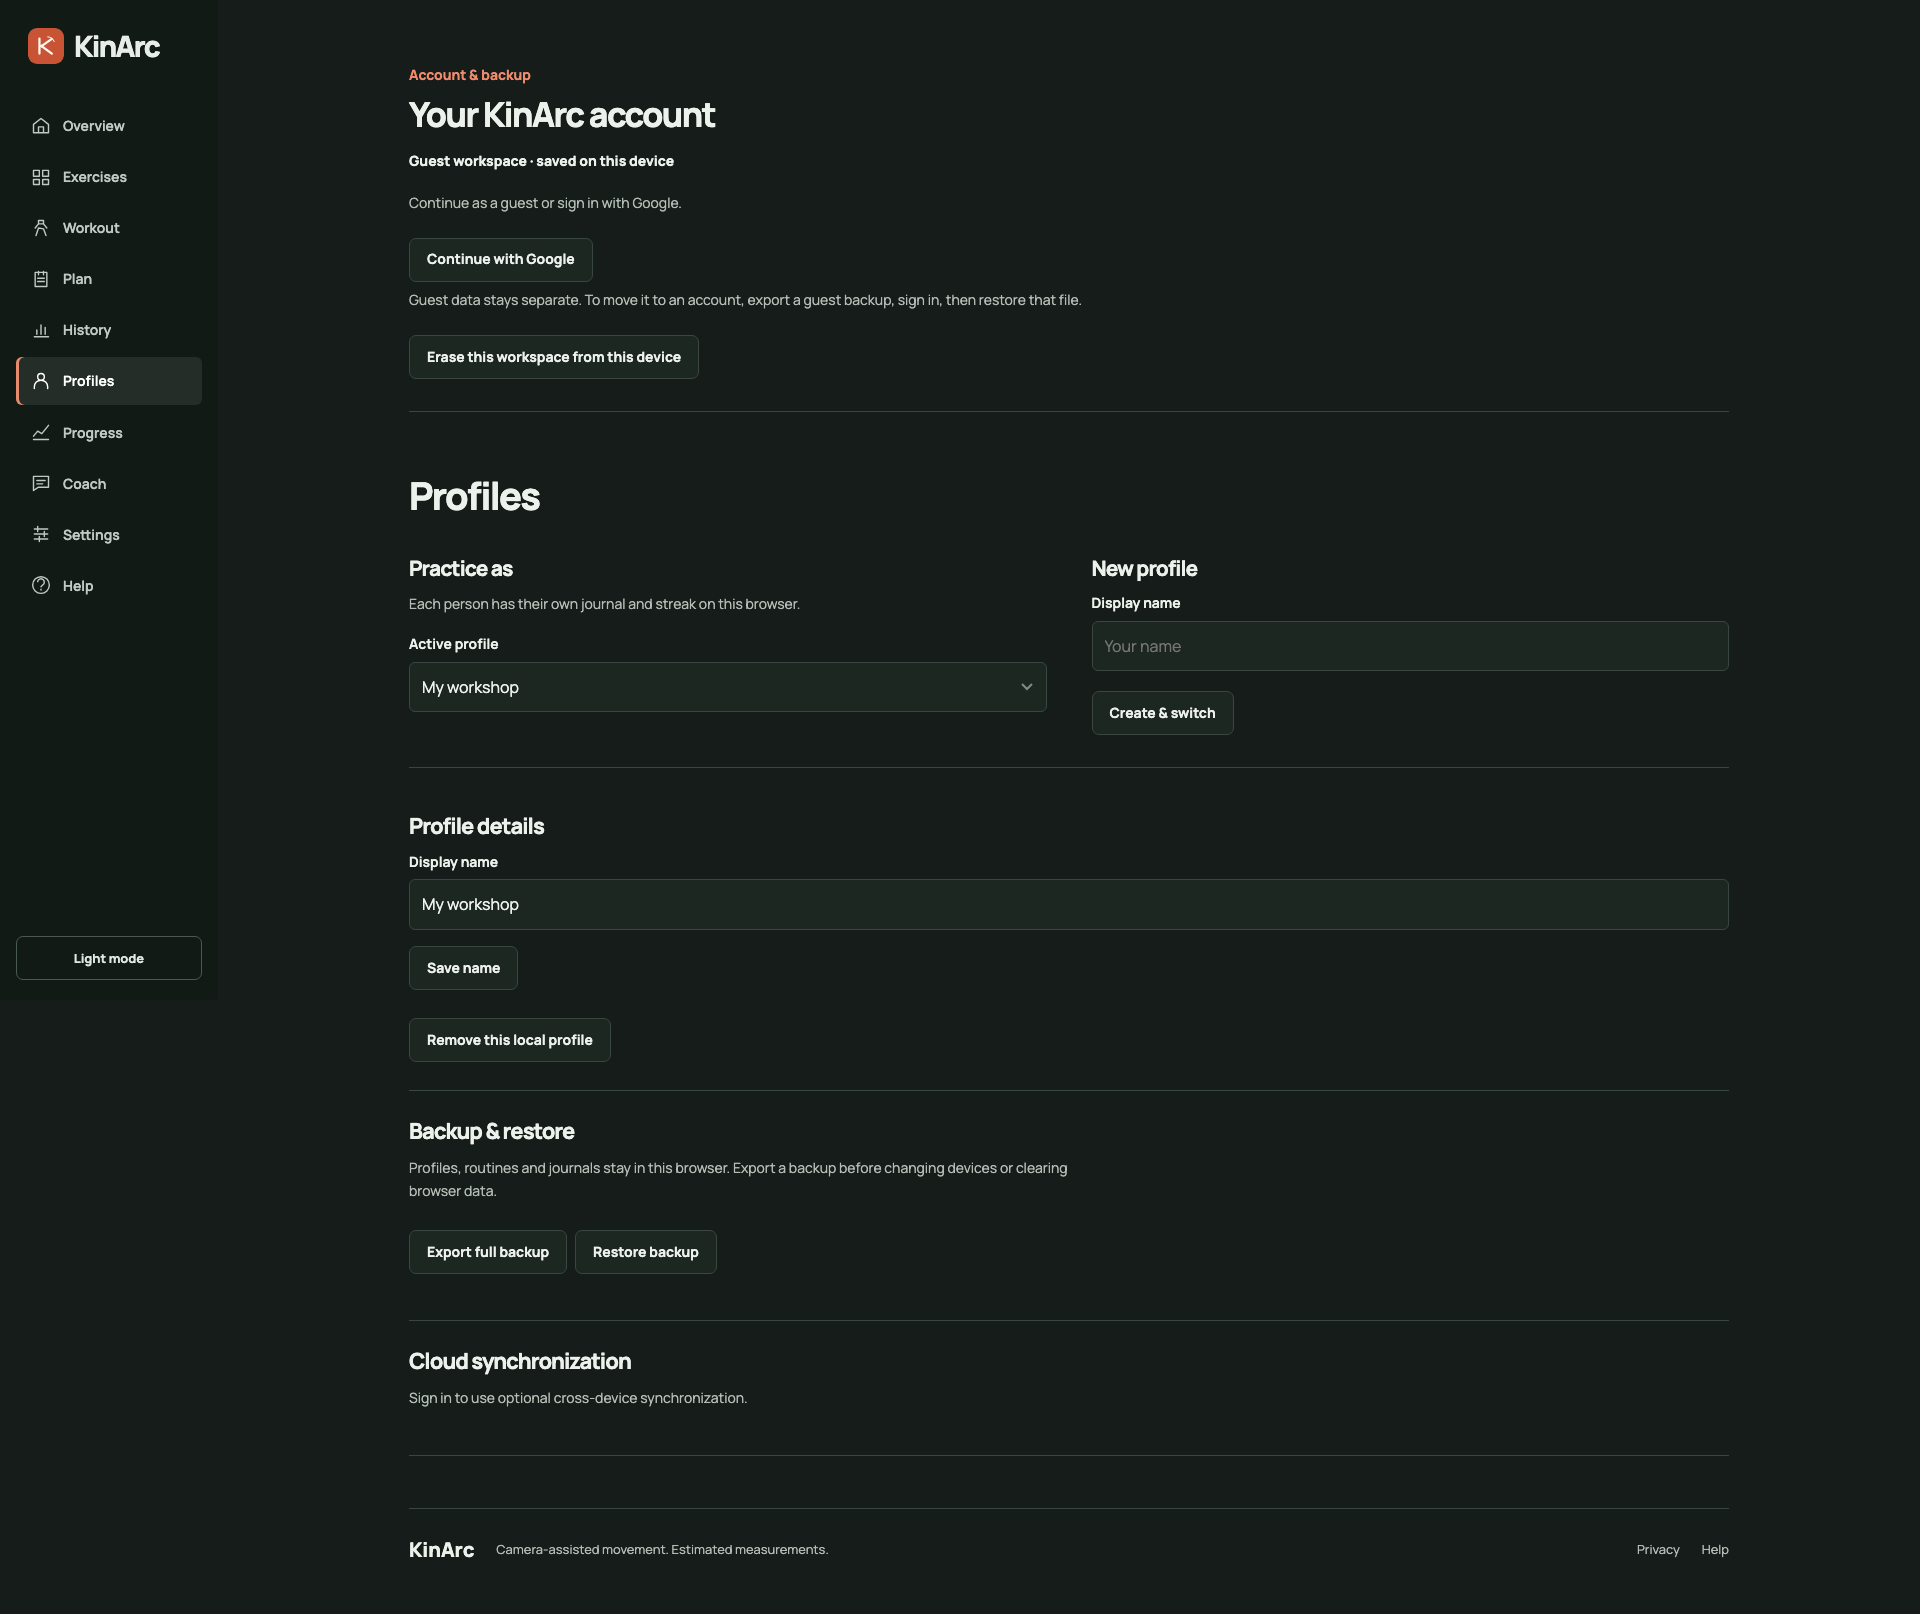 KinArc
Overview
Exercises
Workout
Plan
History
Profiles
Progress
Coach
Settings
Help
Light mode
Account & backup
Your KinArc account
Guest workspace · saved on this device
Continue as a guest or sign in with Google.
Continue with Google
Guest data stays separate. To move it to an account, export a guest backup, sign in, then restore that file.
Erase this workspace from this device
Profiles
Practice as
Each person has their own journal and streak on this browser.
Active profile
My workshop
New profile
Display name
Your name
Create & switch
Profile details
Display name
My workshop
Save name
Remove this local profile
Backup & restore
Profiles, routines and journals stay in this browser. Export a backup before changing devices or clearing
browser data.
Export full backup
Restore backup
Cloud synchronization
Sign in to use optional cross-device synchronization.
KinArc
Camera-assisted movement. Estimated measurements.
Privacy
Help